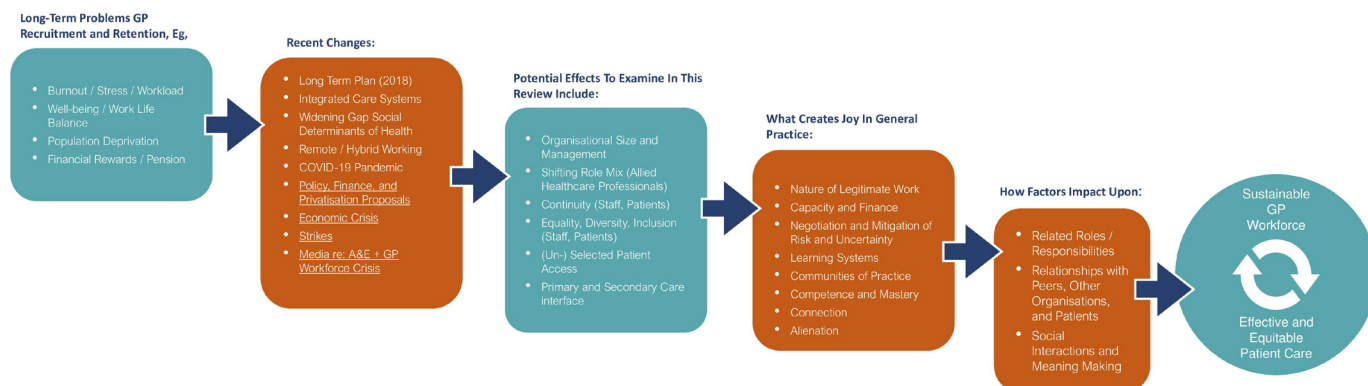 Long-Term Problems GP
Recruitment and Retention, Eg,
• Burnout / Stress / Workload
• Well-being / Work Life
Balance
• Population Deprivation
• Financial Rewards / Pension
Recent Changes:
• Long Term Plan (2018)
• Integrated Care Systems
• Widening Gap Social
Determinants of Health
• Remote / Hybrid Working
• COVID-19 Pandemic
• Policy, Finance, and
Privatisation Proposals
• Economic Crisis
• Strikes
• Media re: A&E + GP
Workforce Crisis
Potential Effects To Examine In This
Review Include:
• Organisational Size and
Management
• Shifting Role Mix (Allied
Healthcare Professionals)
• Continuity (Staff, Patients)
• Equality, Diversity, Inclusion
(Staff, Patients)
• (Un-) Selected Patient
Access
• Primary and Secondary Care
interface
What Creates Joy In General
Practice:
• Nature of Legitimate Work
• Capacity and Finance
• Negotiation and Mitigation of
Risk and Uncertainty
• Learning Systems
• Communities of Practice
• Competence and Mastery
• Connection
• Alienation
How Factors Impact Upon:
• Related Roles /
Responsibilities
• Relationships with
Peers, Other
Organisations,
and Patients
• Social
Interactions and
Meaning Making
Sustainable
GP
Workforce
Effective and
Equitable
Patient Care